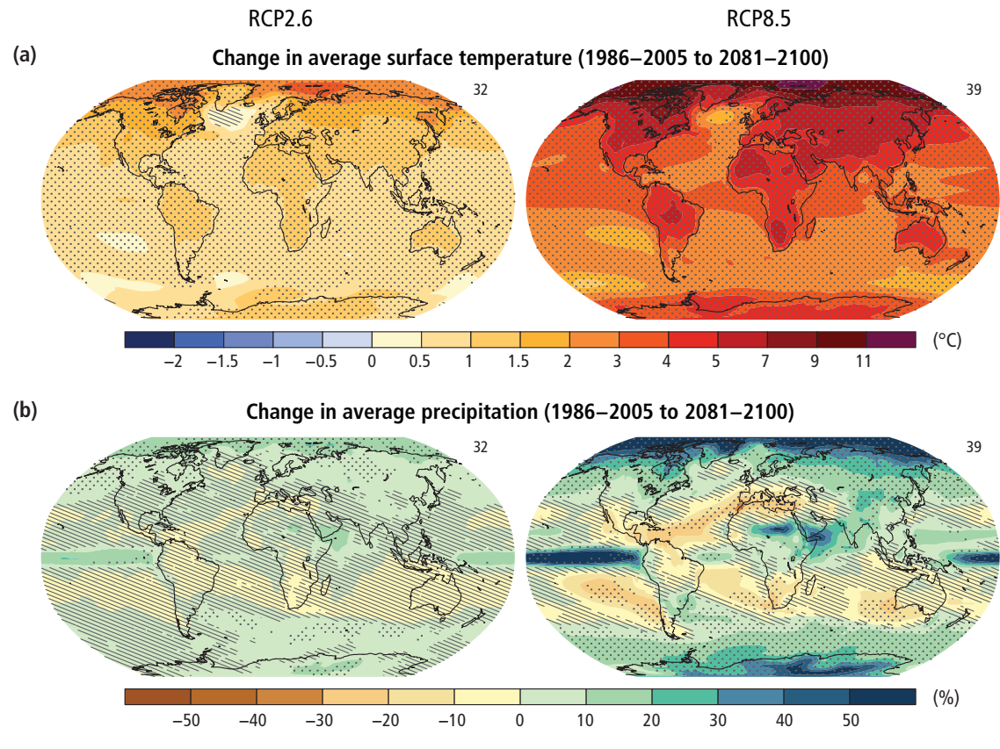 RCP2.6 RCP8.5
(a) Change in average surface temperature (1986−2005 to 2081−2100)
32 39
−2 −1.5 −1 −0.5 0 0.5 1 1.5 2 3 4 5 7 9 11 (°C)
(b) Change in average precipitation (1986−2005 to 2081−2100)
32 39
−50 −40 −30 −20 −10 0 10 20 30 40 50 (%)